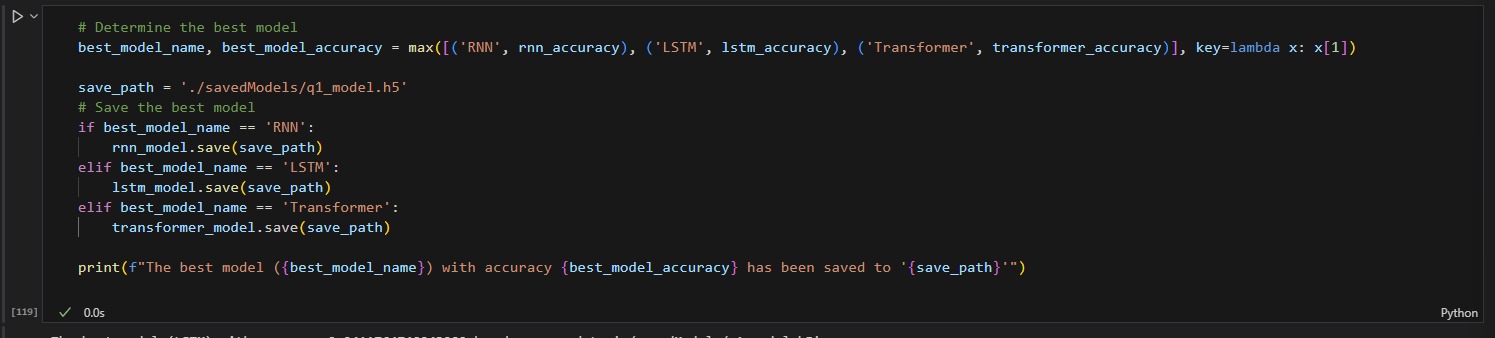 # Determine the best model
best_model_name, best_model_accuracy = max([('RNN', rnn_accuracy), ('LSTM', lstm_accuracy), ('Transformer', transformer_accuracy)], key=lambda x: x[1])
save_path = './savedModels/q1_model.h5'
# Save the best model
if best_model_name == 'RNN':
    rnn_model.save(save_path)
elif best_model_name == 'LSTM':
    lstm_model.save(save_path)
elif best_model_name == 'Transformer':
    transformer_model.save(save_path)
print(f"The best model ({best_model_name}) with accuracy {best_model_accuracy} has been saved to '{save_path}'")
[119] 0.0s Python